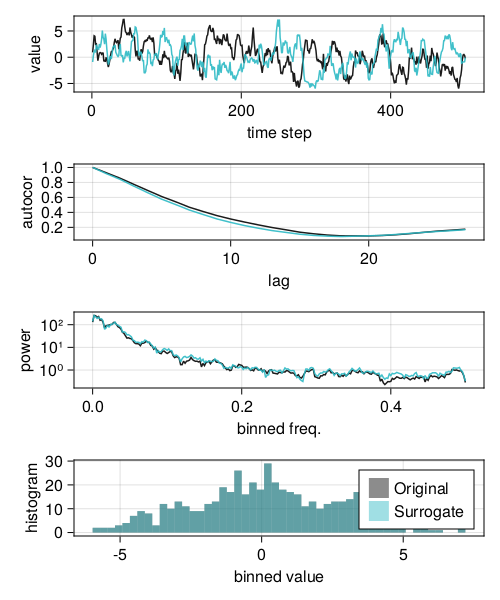 value
5
0
-5
0
200
400
time step
autocor
1.0
0.8
0.6
0.4
0.2
0
10
20
lag
power
10²
10¹
10⁰
0.0
0.2
0.4
binned freq.
histogram
30
20
10
0
Original
Surrogate
-5
0
5
binned value